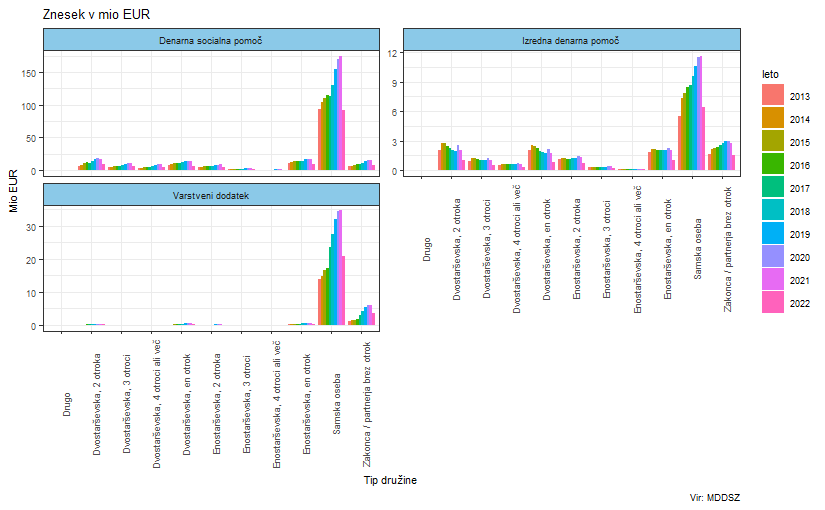 Znesek v mio EUR
Denarna socialna pomoč
150
100
50
0
Izredna denarna pomoč
12
9
6
3
0
Varstveni dodatek
30
20
10
0
Mio EUR
Drugo
Dvostarševska, 2 otroka
Dvostarševska, 3 otroci
Dvostarševska, 4 otroci ali več
Dvostarševska, en otrok
Enostarševska, 2 otroka
Enostarševska, 3 otroci
Enostarševska, 4 otroci ali več
Enostarševska, en otrok
Samska oseba
Zakonca / partnerja brez otrok
Drugo
Dvostarševska, 2 otroka
Dvostarševska, 3 otroci
Dvostarševska, 4 otroci ali več
Dvostarševska, en otrok
Enostarševska, 2 otroka
Enostarševska, 3 otroci
Enostarševska, 4 otroci ali več
Enostarševska, en otrok
Samska oseba
Zakonca / partnerja brez otrok
Tip družine
leto
2013
2014
2015
2016
2017
2018
2019
2020
2021
2022
Vir: MDDSZ